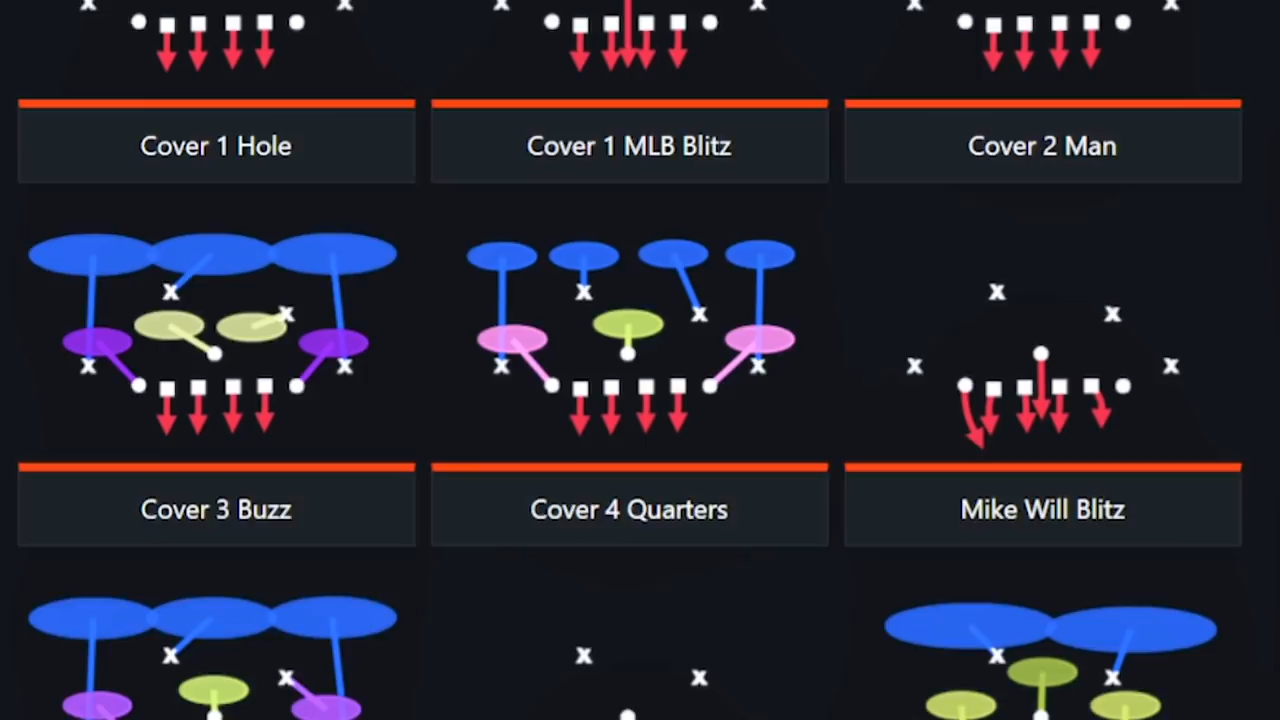 Cover 1 Hole
Cover 1 MLB Blitz
Cover 2 Man
Cover 3 Buzz
Cover 4 Quarters
Mike Will Blitz